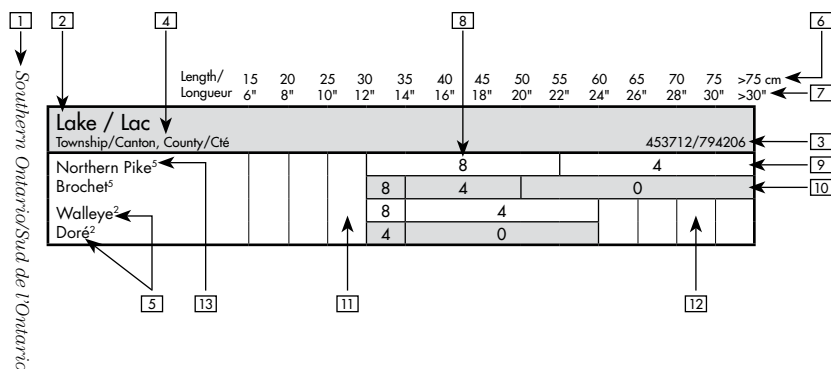 1
2
4
8
6
Southern Ontario/Sud de l'Ontario
Length/ 15 20 25 30 35 40 45 50 55 60 65 70 75 >75 cm
Longueur 6" 8" 10" 12" 14" 16" 18" 20" 22" 24" 26" 28" 30" >30"
7
Lake / Lac
Township/Canton, County/Cté 453712/794206
3
Northern Pike⁵ 8 4
9
Brochet⁵ 8 4 0
10
Walleye² 8 4
Doré² 4 0
5
13
11
12